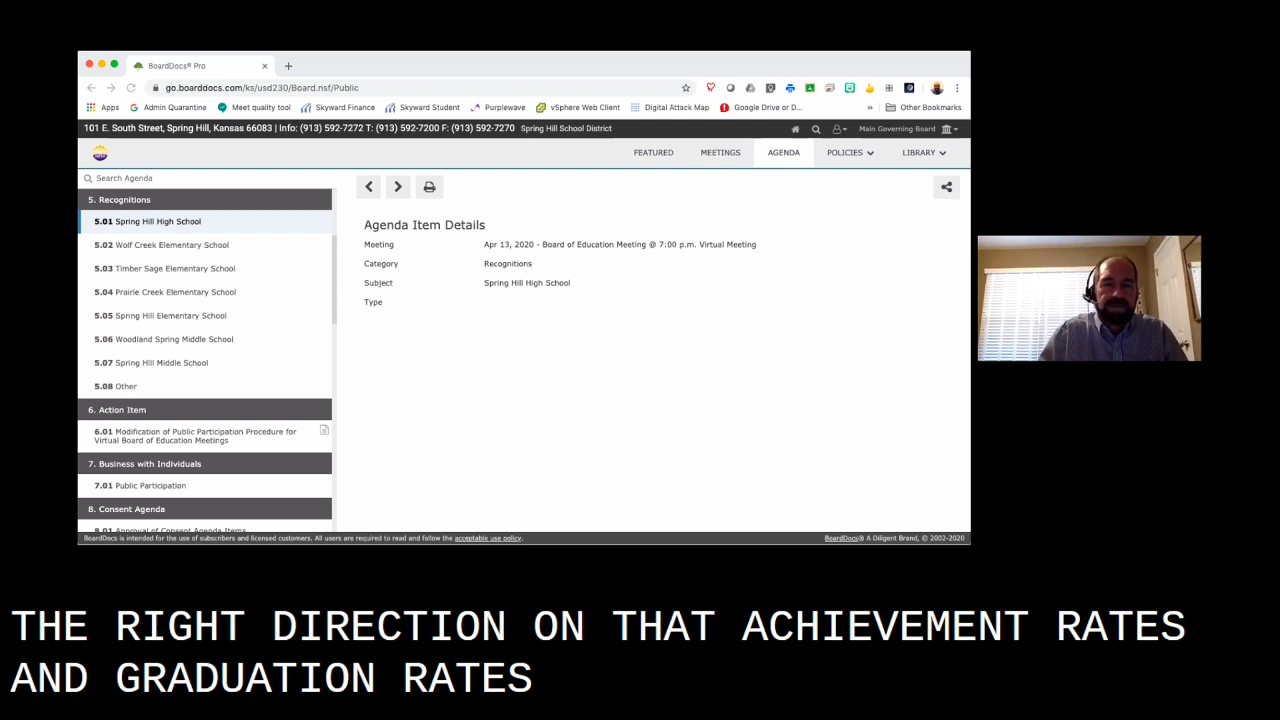 BoardDocs® Pro
go.boarddocs.com/ks/usd230/Board.nsf/Public
Apps Admin Quarantine Meet quality tool Skyward Finance Skyward Student Purplewave vSphere Web Client Digital Attack Map Google Drive or D... » Other Bookmarks
101 E. South Street, Spring Hill, Kansas 66083 | Info: (913) 592-7272 T: (913) 592-7200 F: (913) 592-7270 Spring Hill School District Main Governing Board
FEATURED MEETINGS AGENDA POLICIES LIBRARY
Search Agenda
5. Recognitions
5.01 Spring Hill High School
5.02 Wolf Creek Elementary School
5.03 Timber Sage Elementary School
5.04 Prairie Creek Elementary School
5.05 Spring Hill Elementary School
5.06 Woodland Spring Middle School
5.07 Spring Hill Middle School
5.08 Other
6. Action Item
6.01 Modification of Public Participation Procedure for
Virtual Board of Education Meetings
7. Business with Individuals
7.01 Public Participation
8. Consent Agenda
8.01 Approval of Consent Agenda Items
Agenda Item Details
Meeting Apr 13, 2020 - Board of Education Meeting @ 7:00 p.m. Virtual Meeting
Category Recognitions
Subject Spring Hill High School
Type
BoardDocs is intended for the use of subscribers and licensed customers. All users are required to read and follow the acceptable use policy. BoardDocs® A Diligent Brand, © 2002-2020
THE RIGHT DIRECTION ON THAT ACHIEVEMENT RATES
AND GRADUATION RATES